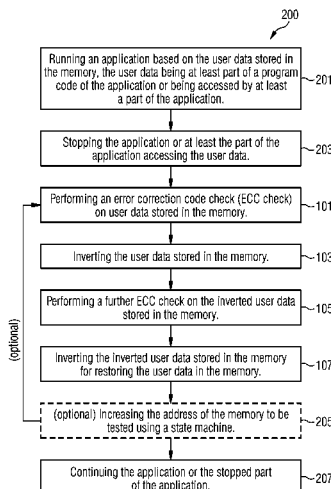 200
Running an application based on the user data stored in
the memory, the user data being at least part of a program
code of the application or being accessed by at least
a part of the application.
201
Stopping the application or at least the part of the
application accessing the user data.
203
Performing an error correction code check (ECC check)
on user data stored in the memory.
101
Inverting the user data stored in the memory.
103
Performing a further ECC check on the inverted user data
stored in the memory.
105
(optional)
Inverting the inverted user data stored in the memory
for restoring the user data in the memory.
107
(optional) Increasing the address of the memory to be
tested using a state machine.
205
Continuing the application or the stopped part
of the application.
207